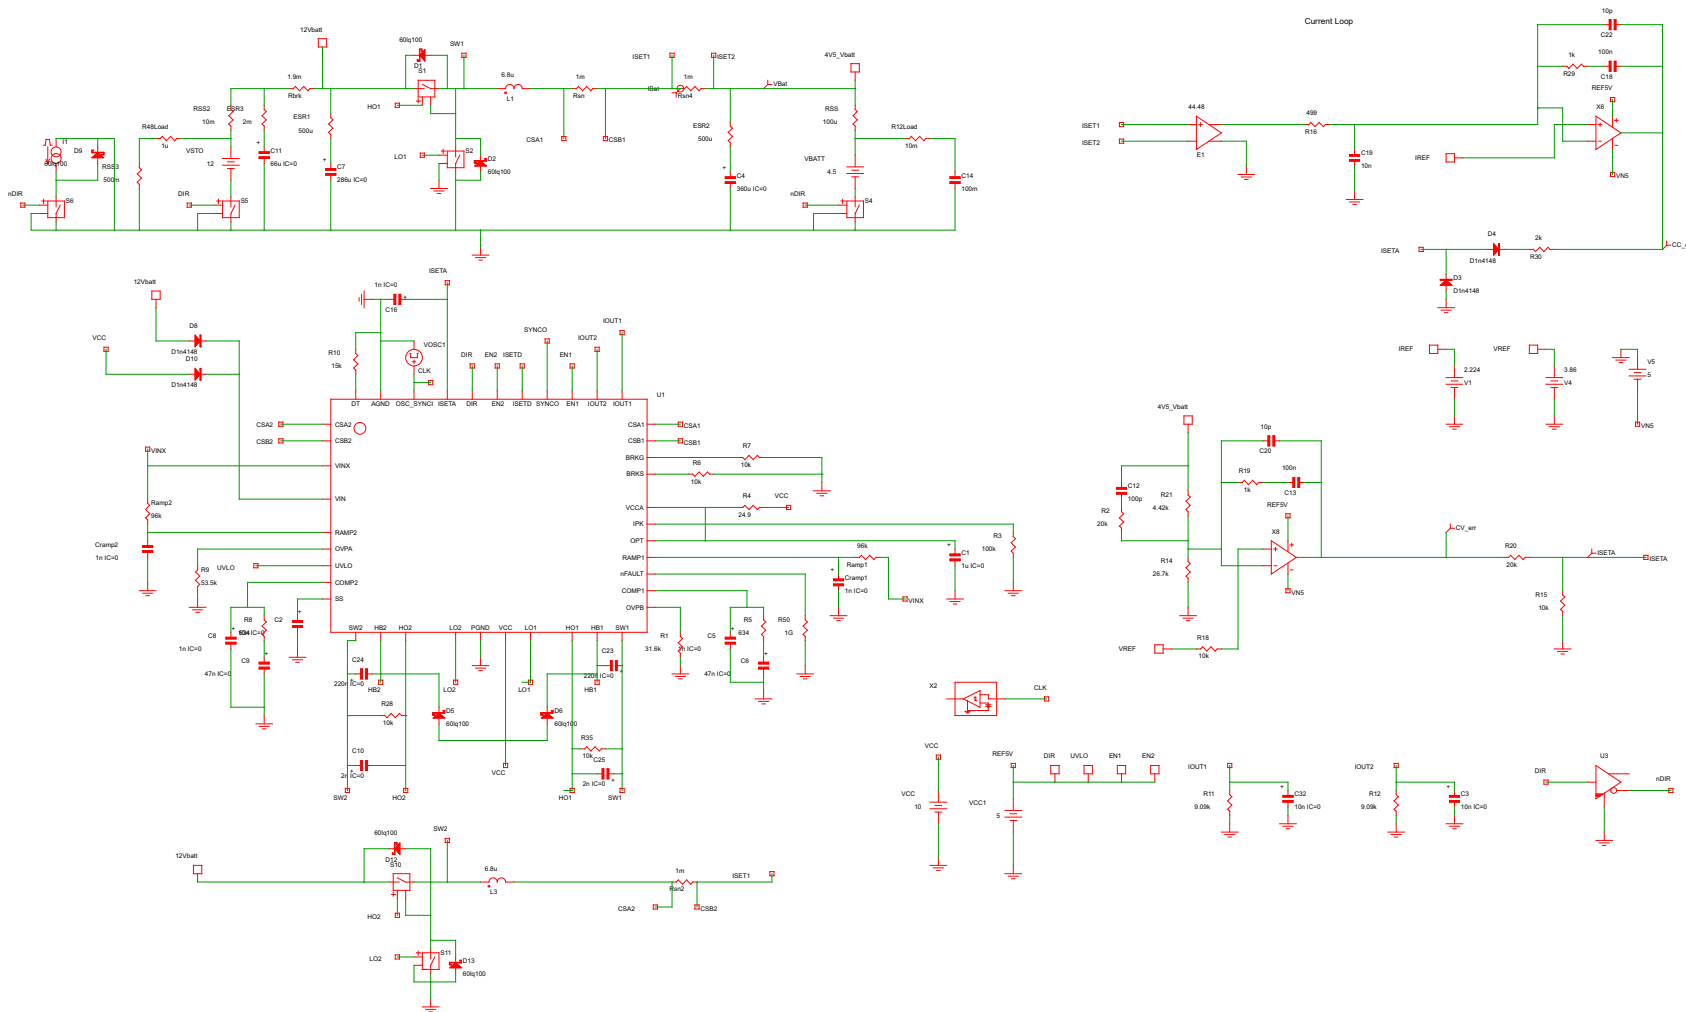 Current Loop
10p
C22
12Vbatt
60lq100
D1
S1
SW1
ISET1
ISET2
4V5_Vbatt
1k
R29
100n
C18
REF5V
X6
VN5
1.9m
Rbrk
6.8u
L1
1m
Rsn
IBat
1m
Rsn4
VBat
HO1
RSS2
10m
ESR3
2m
ESR1
500u
CSA1
CSB1
ESR2
500u
RSS
100u
R12Load
10m
44.48
E1
ISET1
ISET2
499
R16
C19
10n
IREF
I1
60lq100
D9
RSS3
500m
R48Load
1u
VSTO
12
C11
66u IC=0
C7
286u IC=0
LO1
S2
D2
60lq100
C4
360u IC=0
VBATT
4.5
C14
100m
nDIR
S6
DIR
S5
nDIR
S4
ISETA
D4
D1n4148
2k
R30
D3
D1n4148
12Vbatt
VCC
D8
D1n4148
D10
D1n4148
1n IC=0
C16
ISETA
R10
15k
VOSC1
CLK
DIR
EN2
ISETD
SYNCO
EN1
IOUT2
IOUT1
U1
DT
AGND
OSC_SYNCI
ISETA
DIR
EN2
ISETD
SYNCO
EN1
IOUT2
IOUT1
IREF
2.224
V1
VREF
3.86
V4
V5
5
VN5
CSA2
CSB2
CSA2
CSB2
VINX
VIN
RAMP2
OVPA
UVLO
COMP2
SS
CSA1
CSB1
BRKG
BRKS
VCCA
IPK
OPT
RAMP1
nFAULT
COMP1
OVPB
CSA1
CSB1
R7
10k
R6
10k
R4
24.9
VCC
R3
100k
C1
1u IC=0
96k
Ramp1
Cramp1
1n IC=0
VINX
VINX
Ramp2
96k
Cramp2
1n IC=0
R9
53.5k
UVLO
R8
634
C8
1n IC=0
C9
47n IC=0
C2
SW2
HB2
HO2
LO2
PGND
VCC
LO1
HO1
HB1
SW1
C24
220n IC=0
HB2
LO2
LO1
HB1
C23
220n IC=0
R1
31.6k
C5
R5
634
R50
1G
C6
47n IC=0
R28
10k
D5
60lq100
D6
60lq100
R35
10k
C10
2n IC=0
C25
2n IC=0
VCC
SW2
HO2
HO1
SW1
4V5_Vbatt
10p
C20
R19
1k
100n
C13
C12
100p
R2
20k
R21
4.42k
REF5V
X8
VN5
R14
26.7k
VREF
R18
10k
CV_err
R20
20k
ISETA
ISETA
R15
10k
X2
CLK
VCC
VCC
10
REF5V
VCC1
5
DIR
UVLO
EN1
EN2
IOUT1
R11
9.09k
C32
10n IC=0
IOUT2
R12
9.09k
C3
10n IC=0
U3
DIR
nDIR
12Vbatt
60lq100
D12
S10
SW2
6.8u
L3
1m
Rsn2
ISET1
CSA2
CSB2
HO2
LO2
S11
D13
60lq100